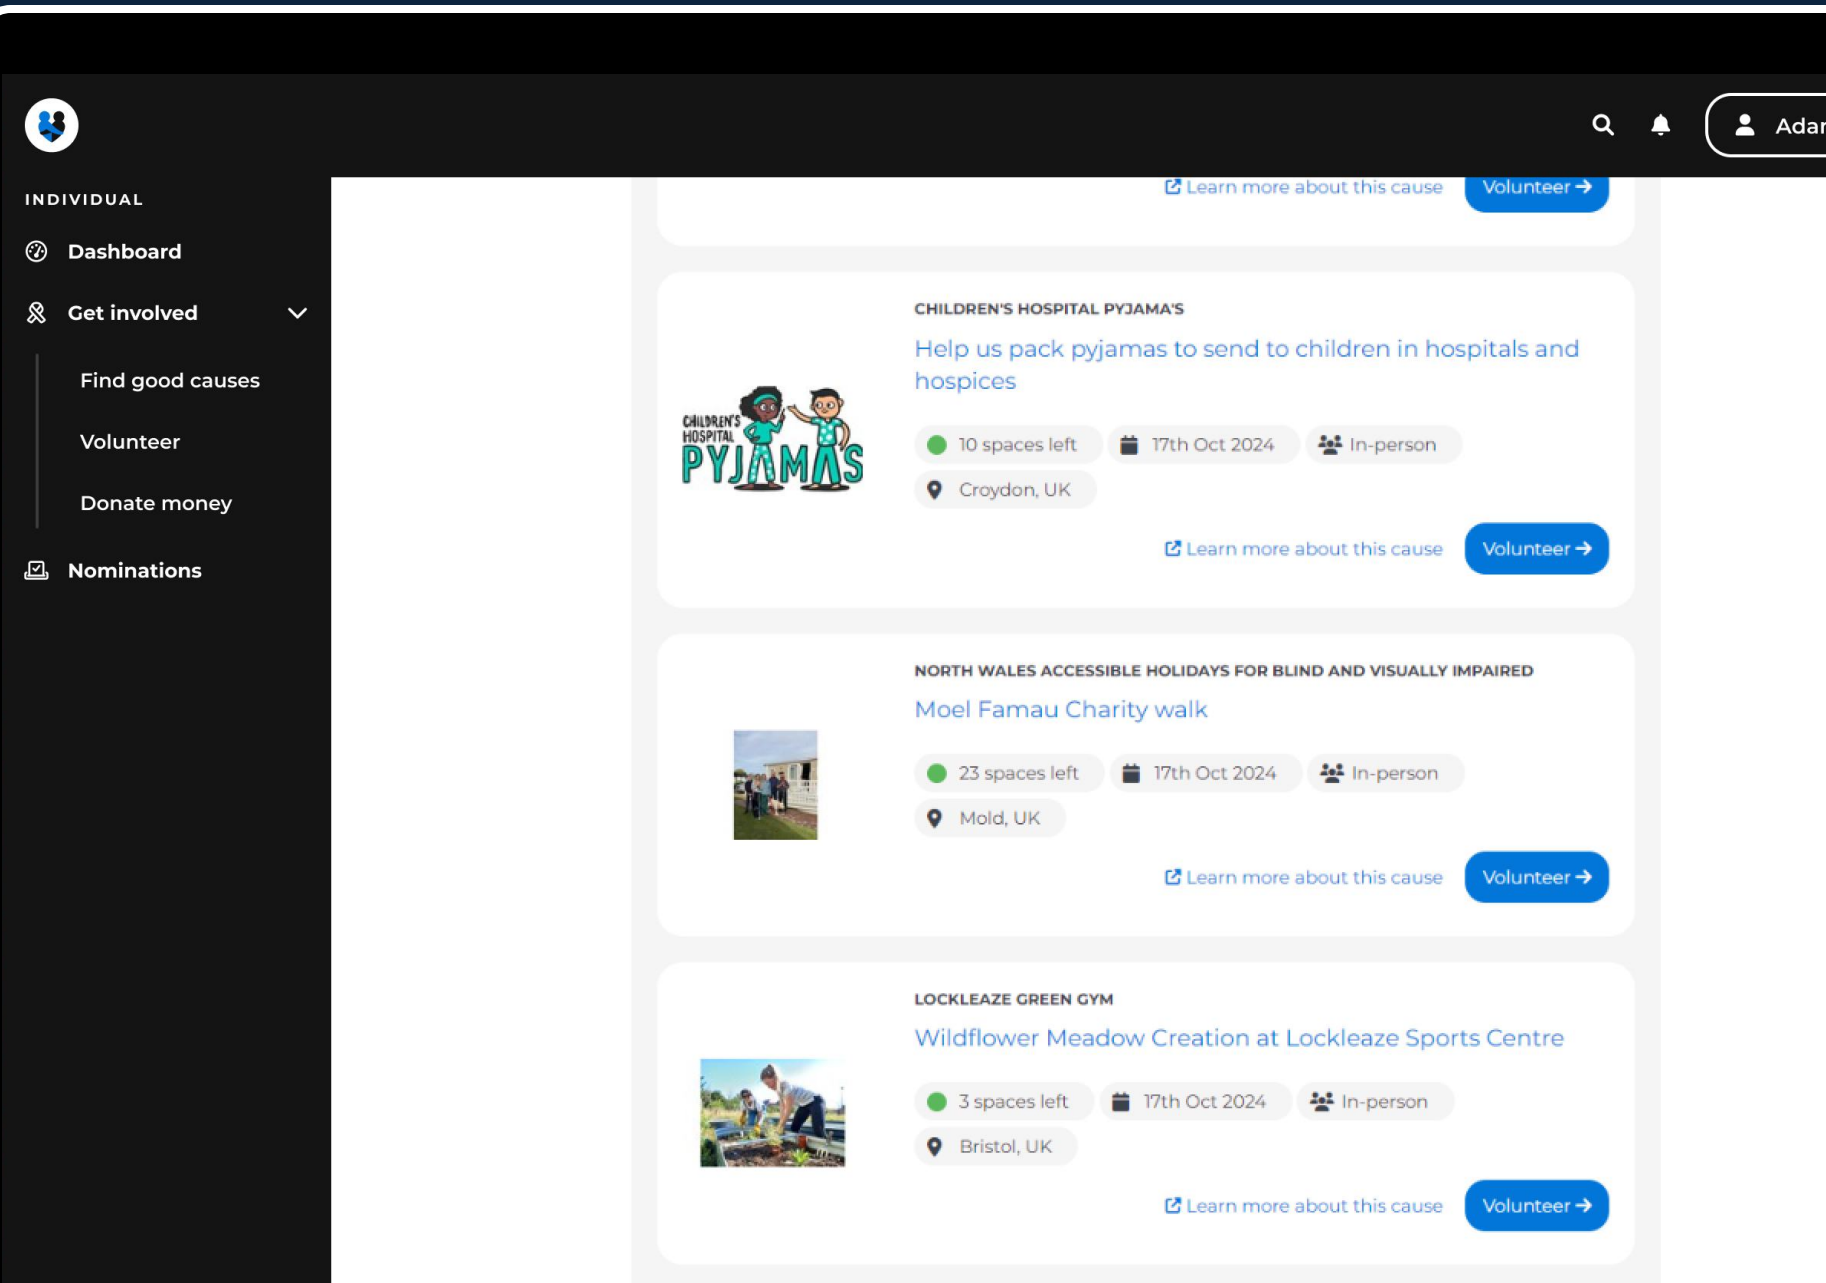 Adar
INDIVIDUAL
Dashboard
Get involved
Find good causes
Volunteer
Donate money
Nominations
Learn more about this cause
Volunteer
CHILDREN'S HOSPITAL PYJAMA'S
Help us pack pyjamas to send to children in hospitals and
hospices
CHILDREN'S
HOSPITAL
PYJAMAS
10 spaces left
17th Oct 2024
In-person
Croydon, UK
Learn more about this cause
Volunteer
NORTH WALES ACCESSIBLE HOLIDAYS FOR BLIND AND VISUALLY IMPAIRED
Moel Famau Charity walk
23 spaces left
17th Oct 2024
In-person
Mold, UK
Learn more about this cause
Volunteer
LOCKLEAZE GREEN GYM
Wildflower Meadow Creation at Lockleaze Sports Centre
3 spaces left
17th Oct 2024
In-person
Bristol, UK
Learn more about this cause
Volunteer